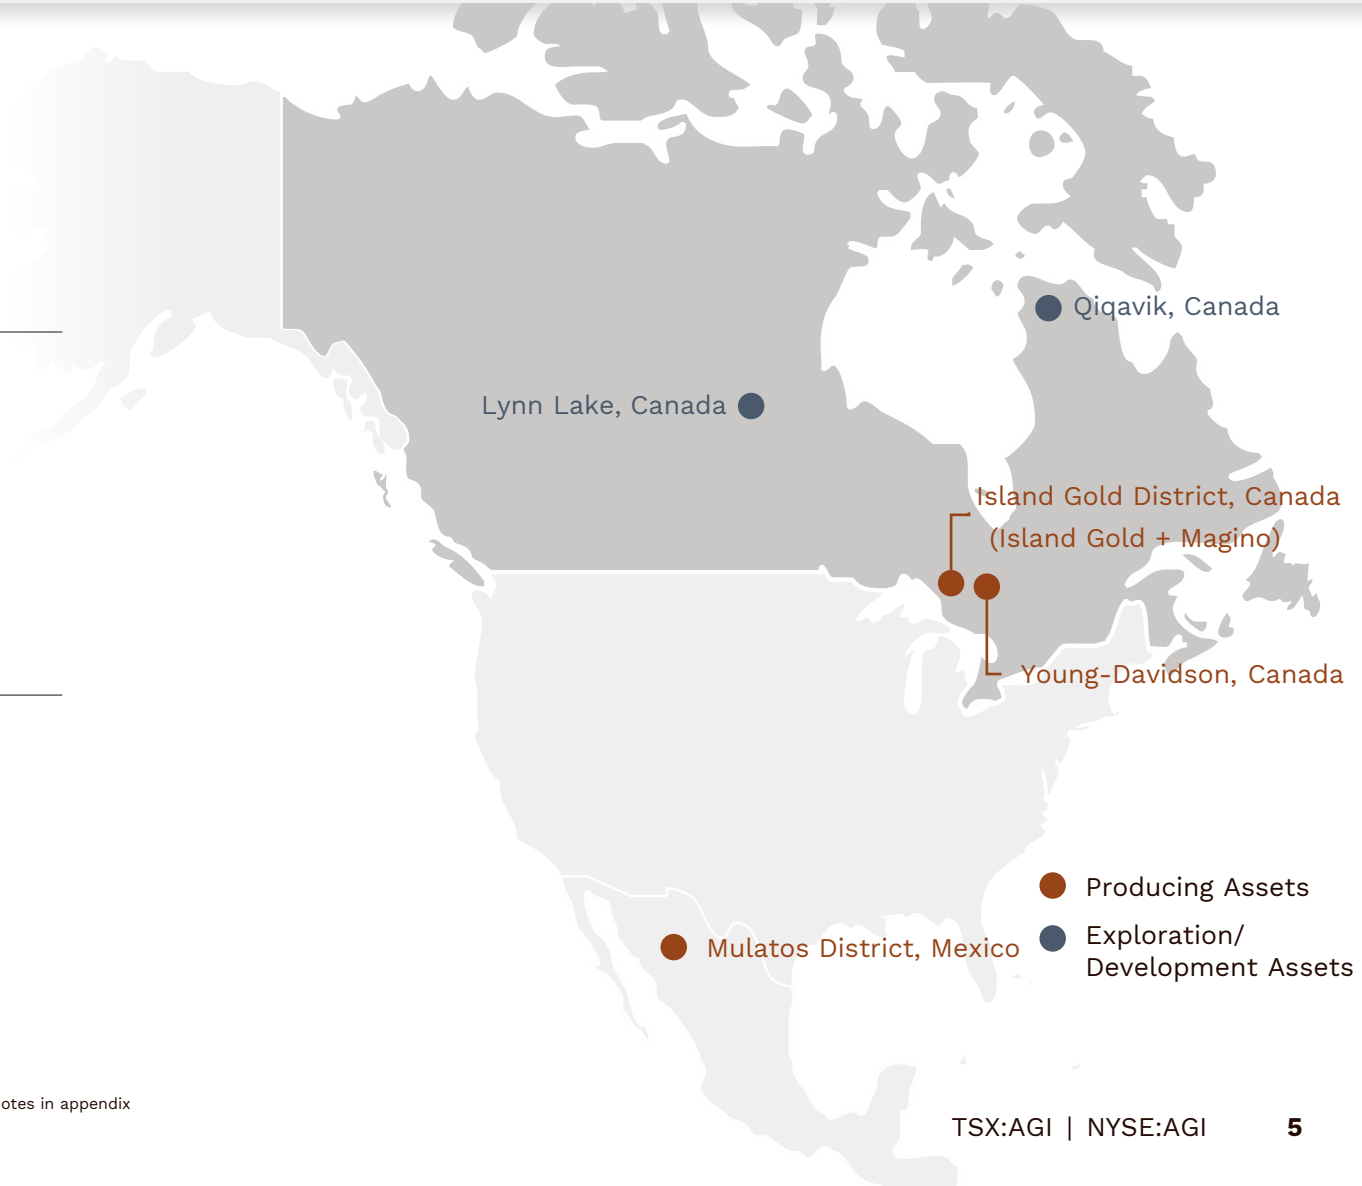 Qiqavik, Canada
Lynn Lake, Canada
Island Gold District, Canada
(Island Gold + Magino)
Young-Davidson, Canada
Producing Assets
Exploration/
Development Assets
Mulatos District, Mexico
otes in appendix
TSX:AGI | NYSE:AGI 5